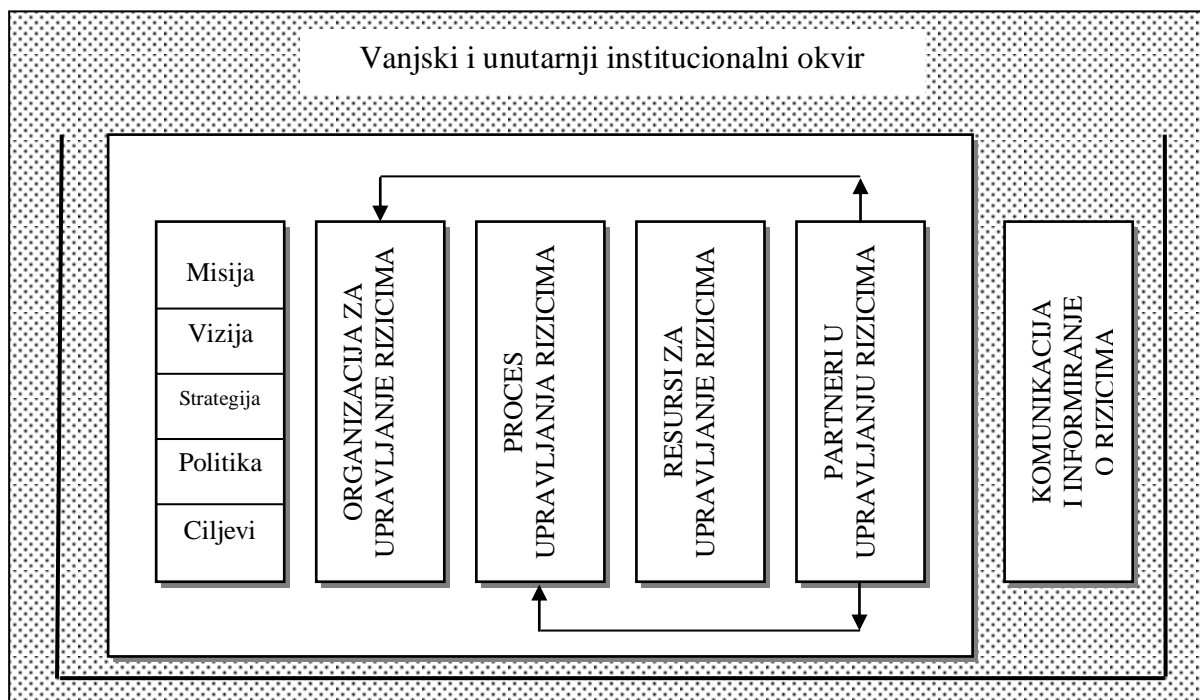 Vanjski i unutarnji institucionalni okvir
Misija
Vizija
Strategija
Politika
Ciljevi
ORGANIZACIJA ZA
UPRAVLJANJE RIZICIMA
PROCES
UPRAVLJANJA RIZICIMA
RESURSI ZA
UPRAVLJANJE RIZICIMA
PARTNERI U
UPRAVLJANJU RIZICIMA
KOMUNIKACIJA
I INFORMIRANJE
O RIZICIMA